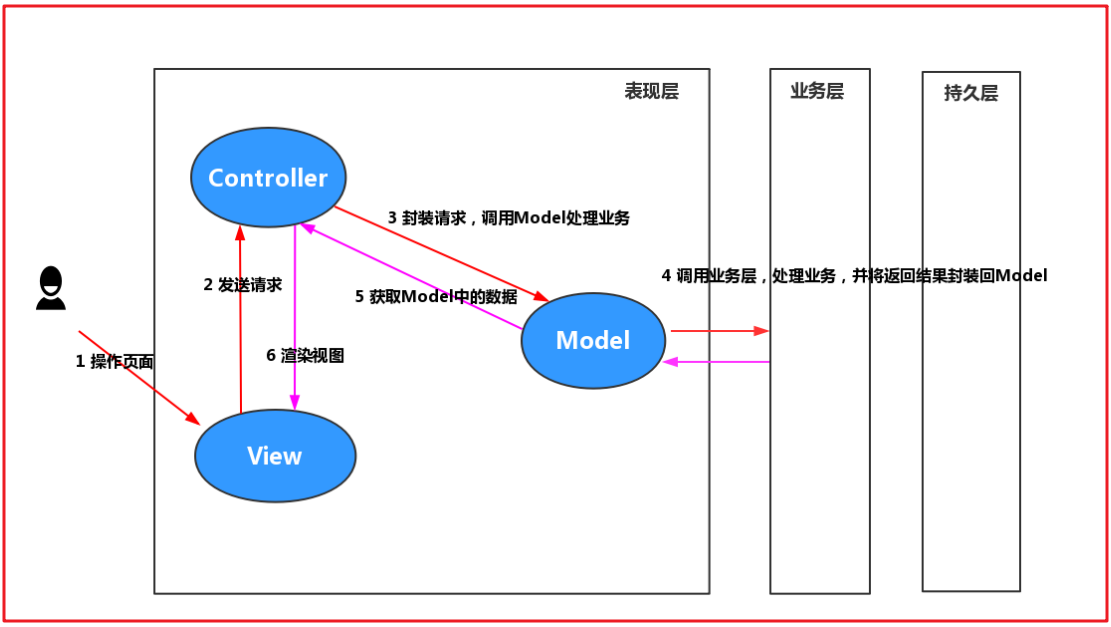 表现层
业务层
持久层
Controller
3 封装请求，调用Model处理业务
4 调用业务层，处理业务，并将返回结果封装回Model
2 发送请求
5 获取Model中的数据
Model
6 渲染视图
1 操作页面
View